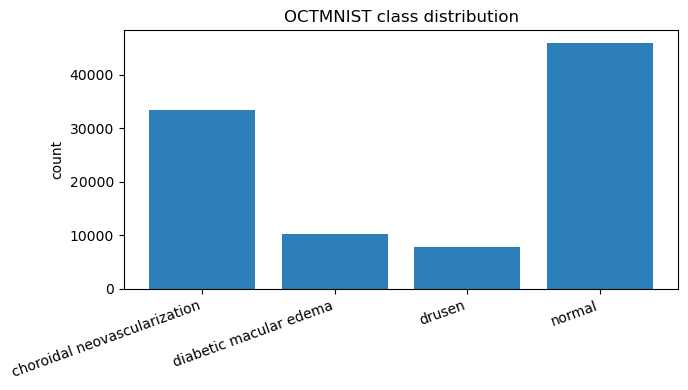 OCTMNIST class distribution
count
40000
30000
20000
10000
0
choroidal neovascularization
diabetic macular edema
drusen
normal